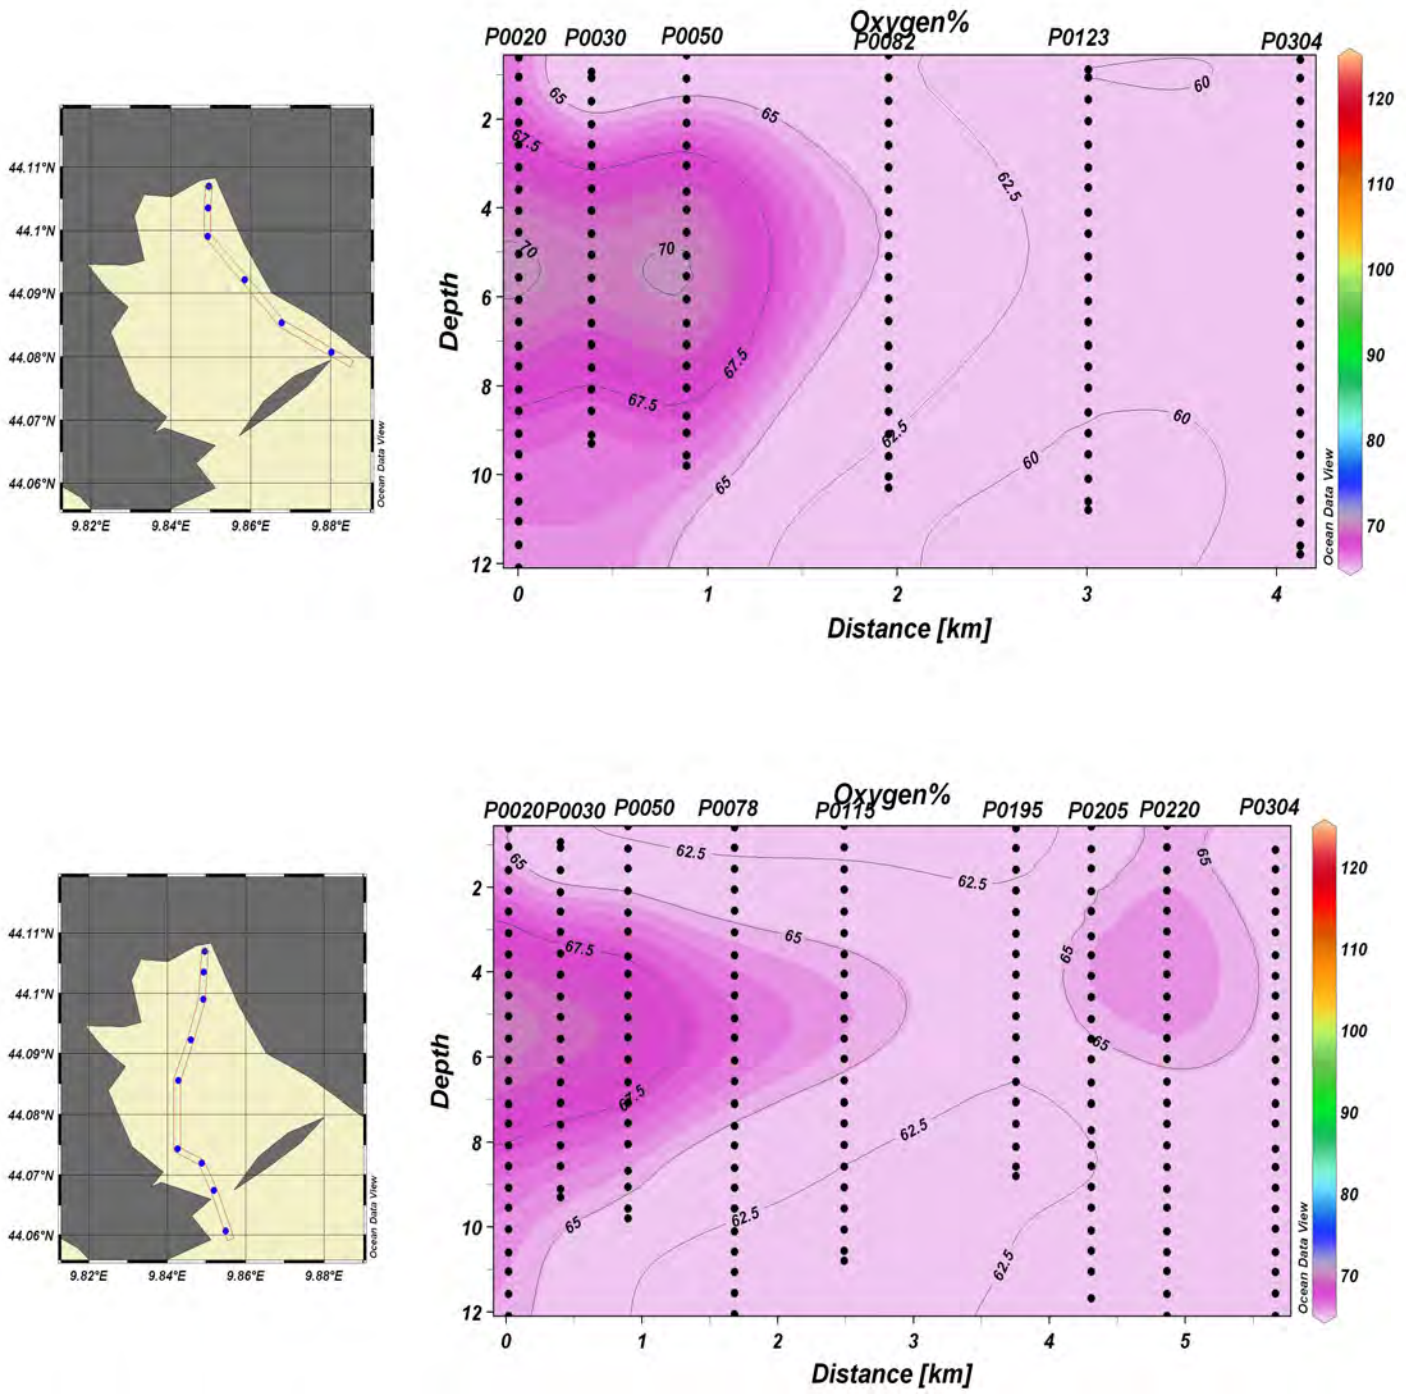 Oxygen%
P0020 P0030 P0050 P0082 P0123 P0304
65
65
60
120
2
67.5
44.11°N
62.5
110
4
44.1°N
70
70
100
44.09°N
Depth
6
90
44.08°N
67.5
8
67.5
60
44.07°N
62.5
80
60
10
65
44.06°N
70
Ocean Data View
Ocean Data View
9.82°E 9.84°E 9.86°E 9.88°E
12
0 1 2 3 4
Distance [km]
Oxygen%
P0020 P0030 P0050 P0078 P0115 P0195 P0205 P0220 P0304
65
62.5
62.5
65
120
2
44.11°N
67.5
65
65
110
4
44.1°N
100
65
44.09°N
Depth
6
67.5
90
44.08°N
62.5
8
44.07°N
80
62.5
10
65
44.06°N
62.5
70
Ocean Data View
Ocean Data View
9.82°E 9.84°E 9.86°E 9.88°E
12
0 1 2 3 4 5
Distance [km]